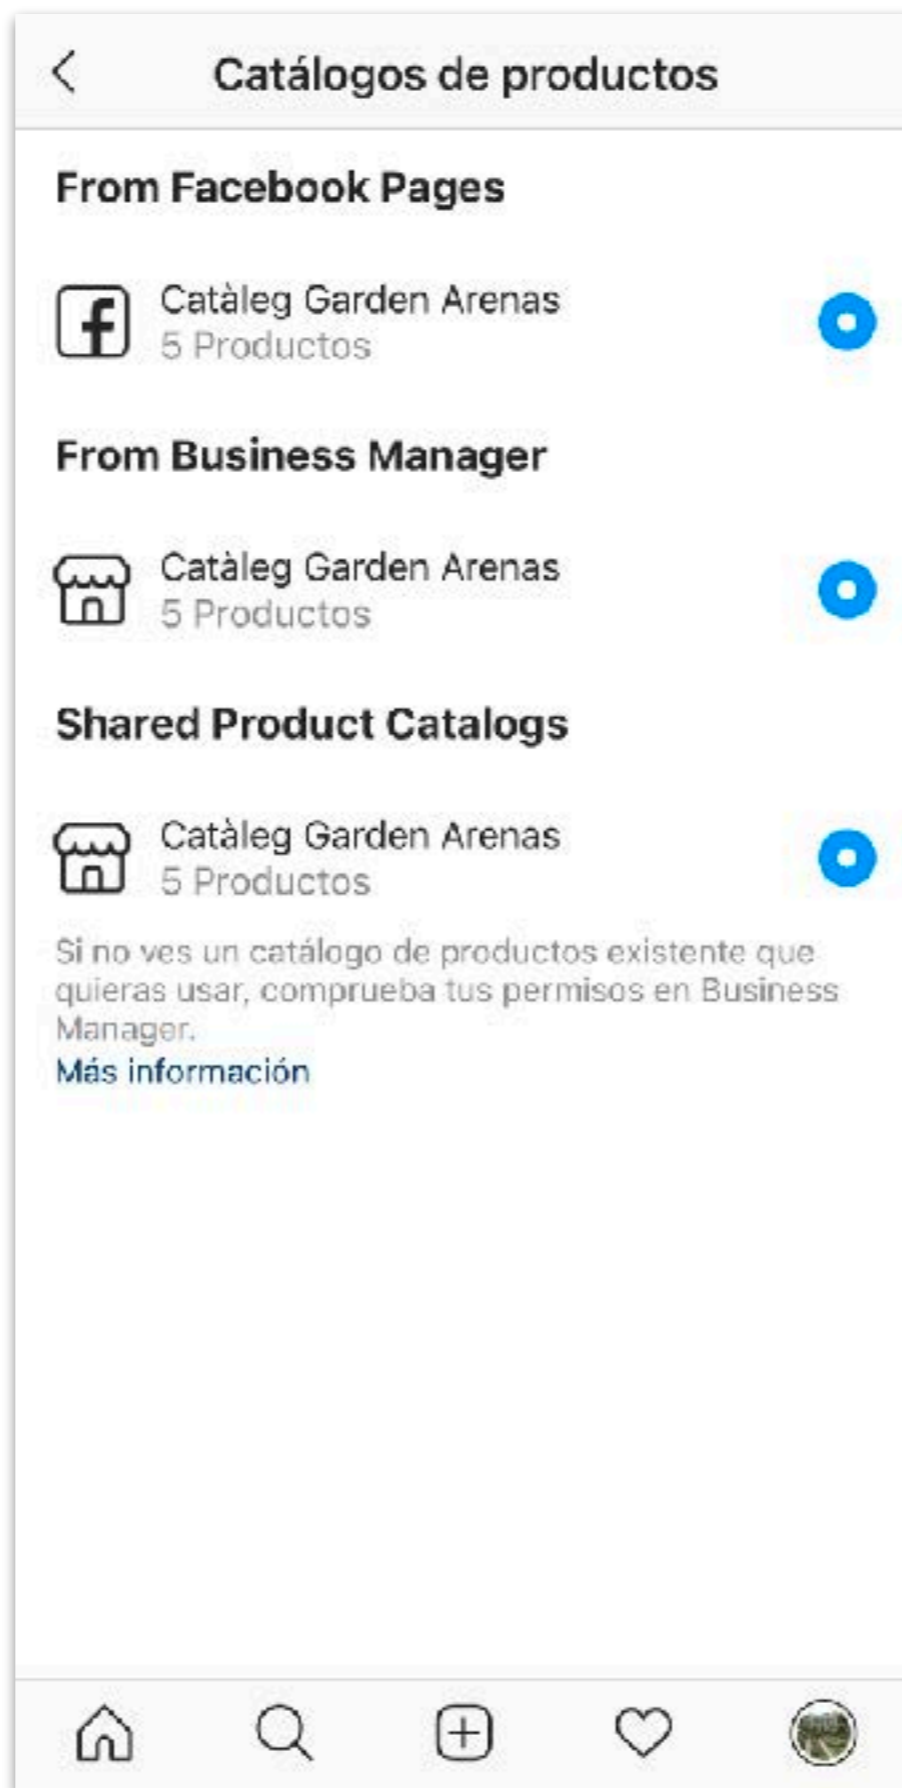 Catálogos de productos
From Facebook Pages
Catàleg Garden Arenas
5 Productos
From Business Manager
Catàleg Garden Arenas
5 Productos
Shared Product Catalogs
Catàleg Garden Arenas
5 Productos
Si no ves un catálogo de productos existente que
quieras usar, comprueba tus permisos en Business
Manager.
Más información